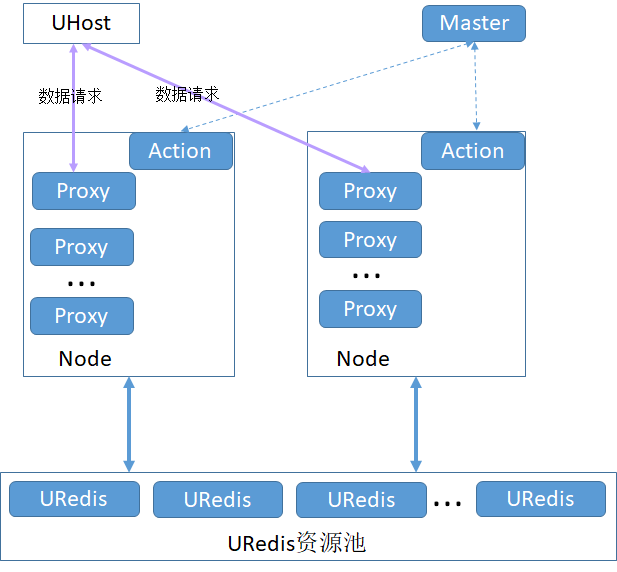 UHost
Master
数据请求
数据请求
Action
Action
Proxy
Proxy
Proxy
Proxy
...
...
Proxy
Proxy
Node
Node
URedis
URedis
URedis
...
URedis
URedis资源池